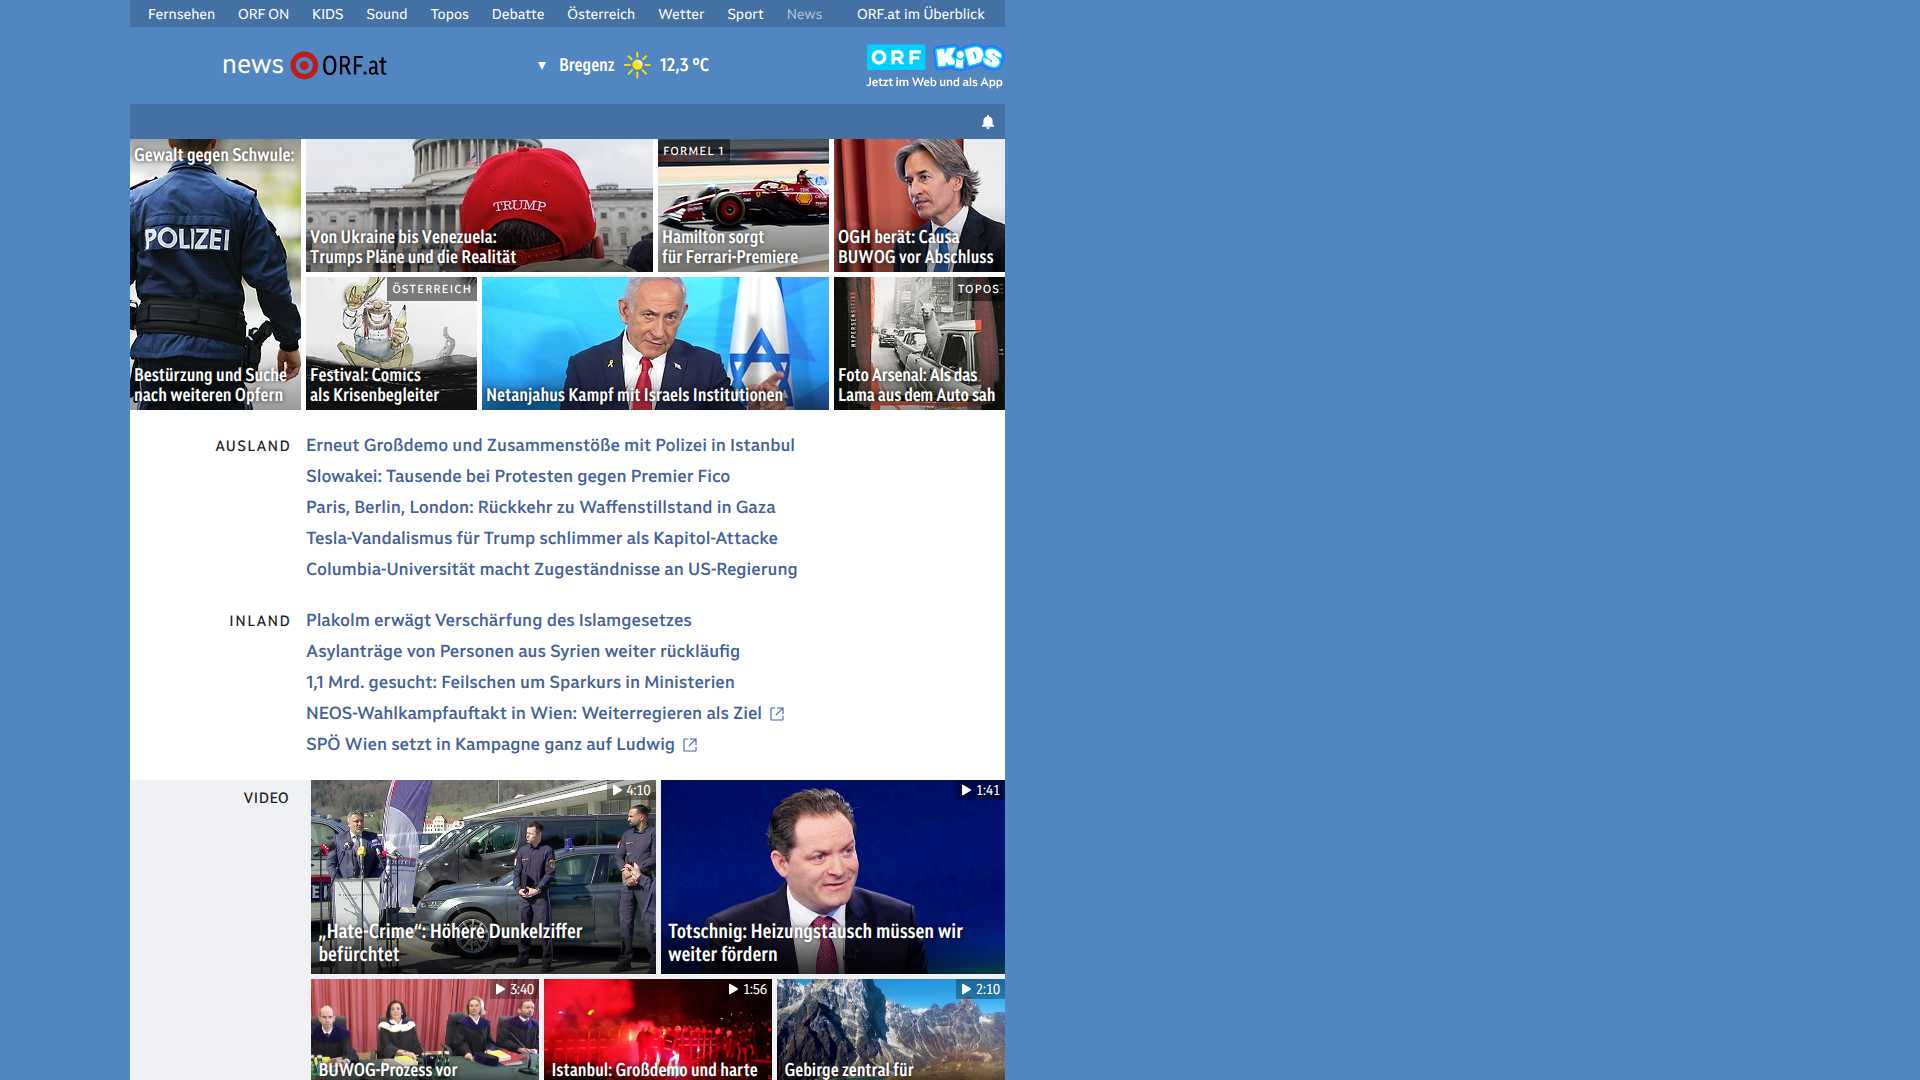 Fernsehen ORF ON KIDS Sound Topos Debatte Österreich Wetter Sport News ORF.at im Überblick
news ORF.at
Bregenz 12,3 °C
ORF KiDS
Jetzt im Web und als App
Gewalt gegen Schwule:
POLIZEI
Bestürzung und Suche
nach weiteren Opfern
TRUMP
Von Ukraine bis Venezuela:
Trumps Pläne und die Realität
FORMEL 1
Hamilton sorgt
für Ferrari-Premiere
OGH berät: Causa
BUWOG vor Abschluss
ÖSTERREICH
Festival: Comics
als Krisenbegleiter
Netanjahus Kampf mit Israels Institutionen
TOPOS
HYPERSENSITIVE
Foto Arsenal: Als das
Lama aus dem Auto sah
AUSLAND
Erneut Großdemo und Zusammenstöße mit Polizei in Istanbul
Slowakei: Tausende bei Protesten gegen Premier Fico
Paris, Berlin, London: Rückkehr zu Waffenstillstand in Gaza
Tesla-Vandalismus für Trump schlimmer als Kapitol-Attacke
Columbia-Universität macht Zugeständnisse an US-Regierung
INLAND
Plakolm erwägt Verschärfung des Islamgesetzes
Asylanträge von Personen aus Syrien weiter rückläufig
1,1 Mrd. gesucht: Feilschen um Sparkurs in Ministerien
NEOS-Wahlkampfauftakt in Wien: Weiterregieren als Ziel
SPÖ Wien setzt in Kampagne ganz auf Ludwig
VIDEO
4:10
„Hate-Crime“: Höhere Dunkelziffer
befürchtet
1:41
Totschnig: Heizungstausch müssen wir
weiter fördern
3:40
BUWOG-Prozess vor
1:56
Istanbul: Großdemo und harte
2:10
Gebirge zentral für